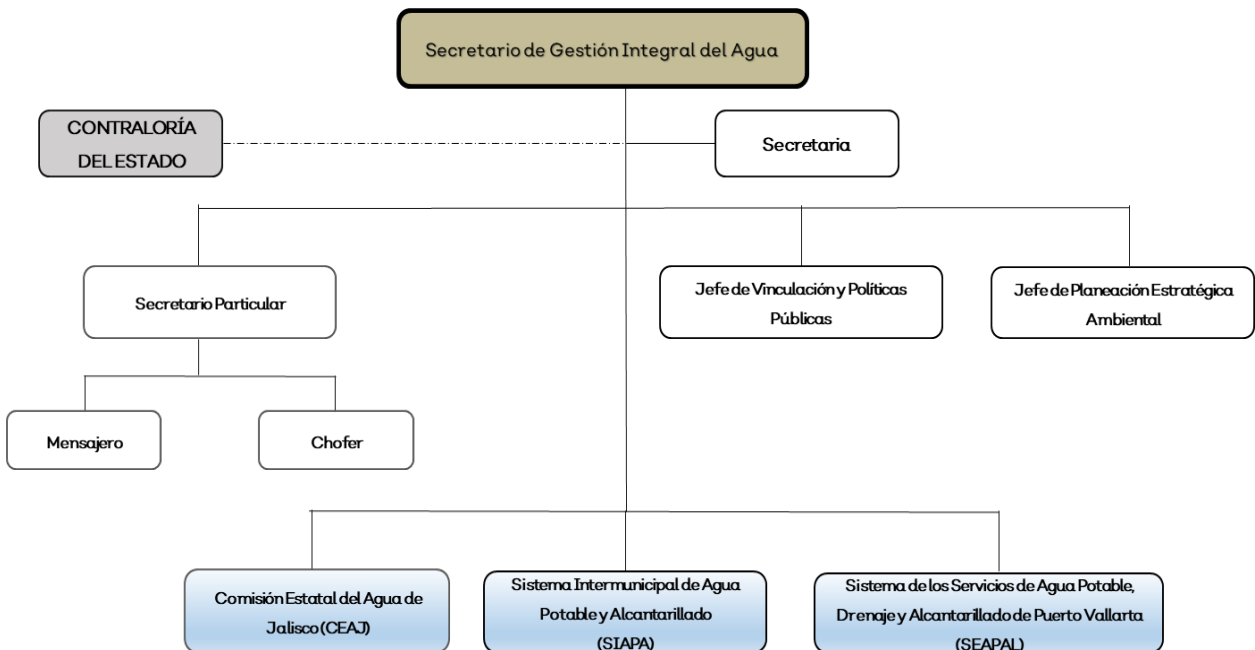 Secretario de Gestión Integral del Agua
CONTRALORÍA
DEL ESTADO
Secretaria
Secretario Particular
Jefe de Vinculación y Políticas
Públicas
Jefe de Planeación Estratégica
Ambiental
Mensajero
Chofer
Comisión Estatal del Agua de
Jalisco (CEAJ)
Sistema Intermunicipal de Agua
Potable y Alcantarillado
(SIAPA)
Sistema de los Servicios de Agua Potable,
Drenaje y Alcantarillado de Puerto Vallarta
(SEAPAL)